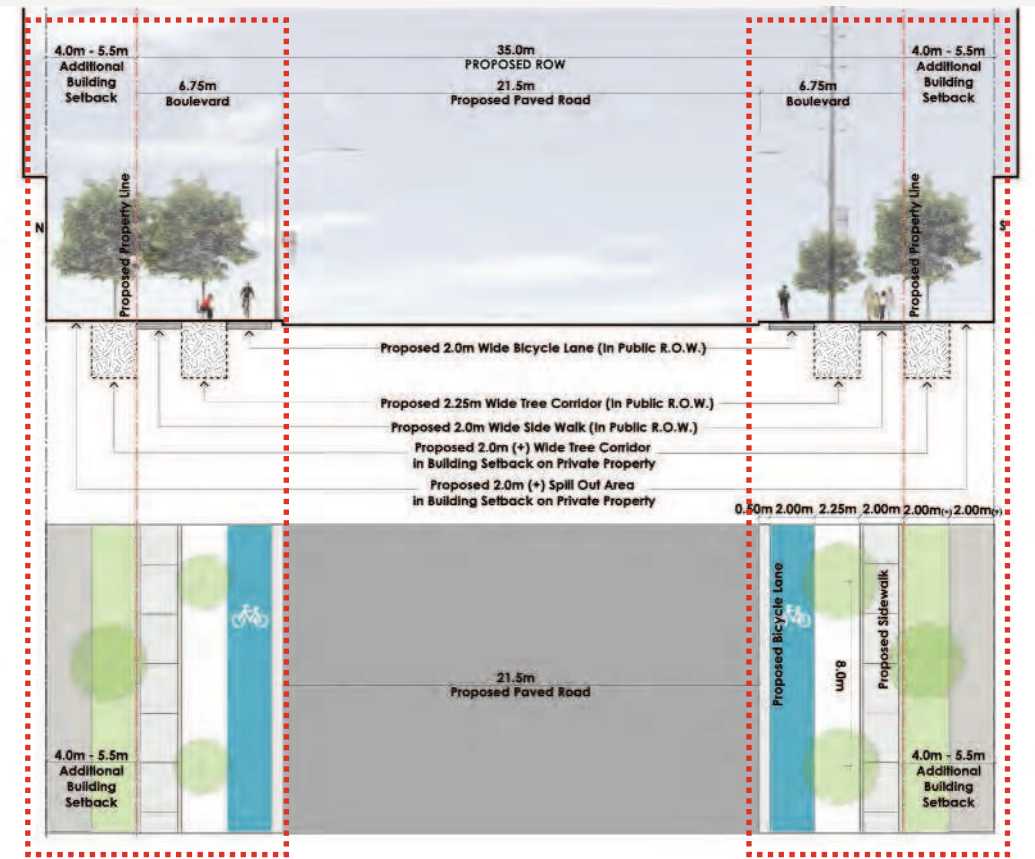 4.0m - 5.5m
Additional
Building
Setback
6.75m
Boulevard
35.0m
PROPOSED ROW
21.5m
Proposed Paved Road
6.75m
Boulevard
4.0m - 5.5m
Additional
Building
Setback
N
Proposed Property Line
Proposed Property Line
S
Proposed 2.0m Wide Bicycle Lane (In Public R.O.W.)
Proposed 2.25m Wide Tree Corridor (In Public R.O.W.)
Proposed 2.0m Wide Side Walk (In Public R.O.W.)
Proposed 2.0m (+) Wide Tree Corridor
in Building Setback on Private Property
Proposed 2.0m (+) Spill Out Area
in Building Setback on Private Property
0.50m 2.00m 2.25m 2.00m 2.00m(+) 2.00m(+)
Proposed Bicycle Lane
8.0m
Proposed Sidewalk
21.5m
Proposed Paved Road
4.0m - 5.5m
Additional
Building
Setback
4.0m - 5.5m
Additional
Building
Setback